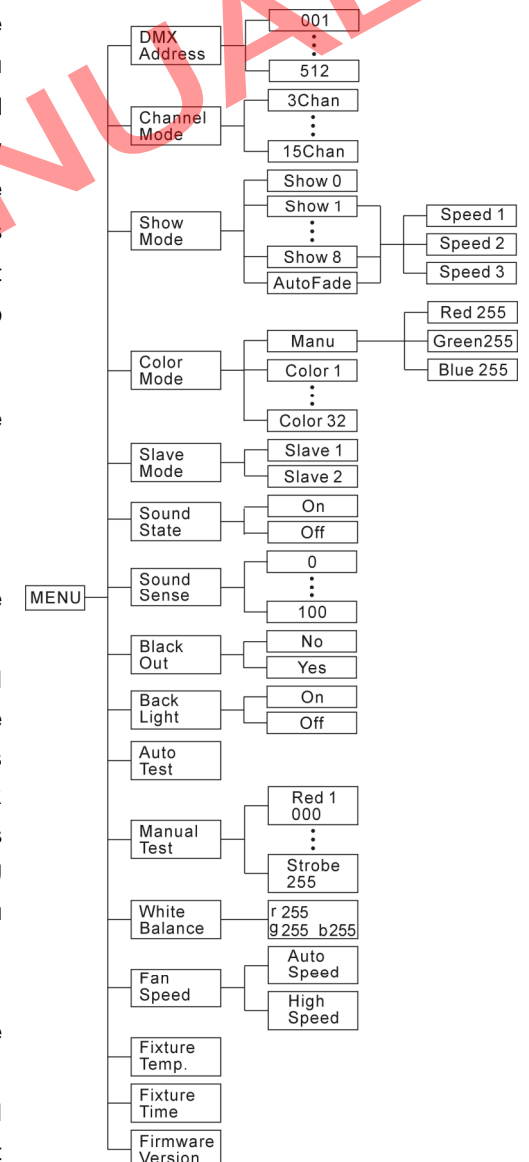 MENU
DMX
Address
001
512
Channel
Mode
3Chan
15Chan
Show
Mode
Show 0
Show 1
Show 8
AutoFade
Speed 1
Speed 2
Speed 3
Color
Mode
Manu
Color 1
Color 32
Red 255
Green255
Blue 255
Slave
Mode
Slave 1
Slave 2
Sound
State
On
Off
Sound
Sense
0
100
Black
Out
No
Yes
Back
Light
On
Off
Auto
Test
Manual
Test
Red 1
000
Strobe
255
White
Balance
r 255
g 255 b255
Fan
Speed
Auto
Speed
High
Speed
Fixture
Temp.
Fixture
Time
Firmware
Version